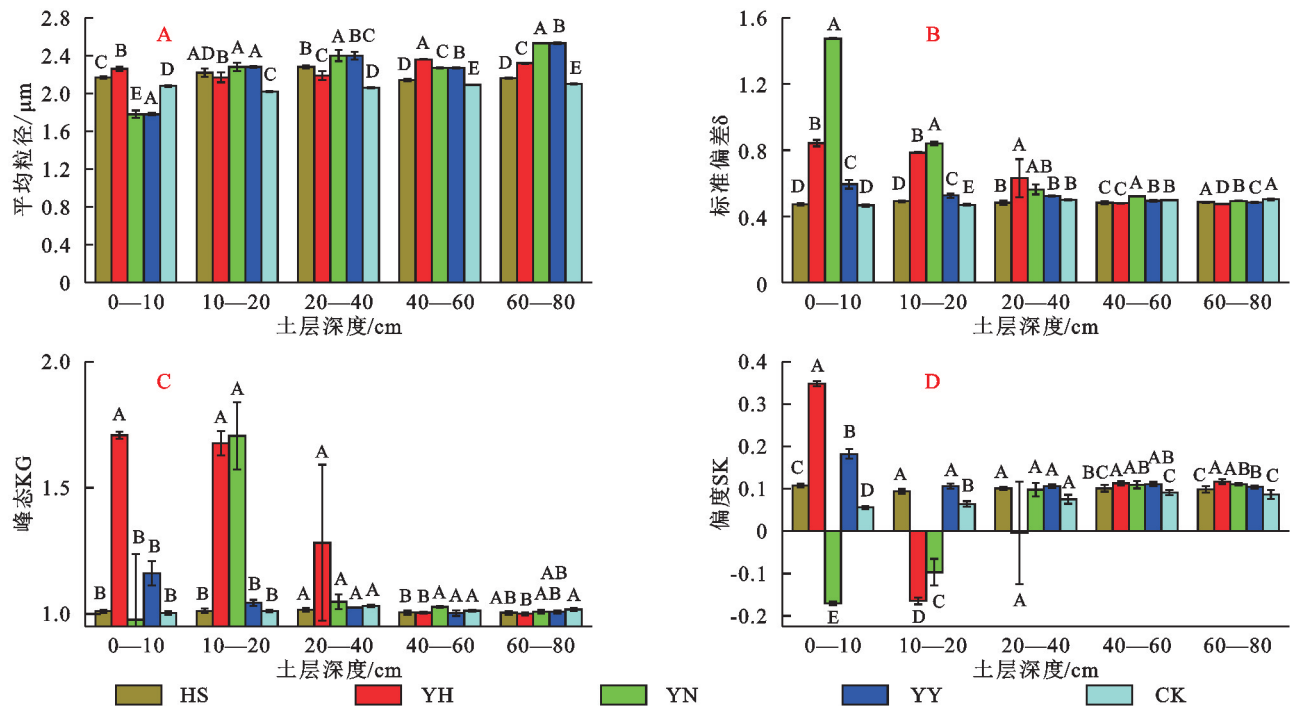 2.8
2.4
2.0
1.6
1.2
0.6
0
平均粒径/μm
A
C B E A D
AD B A A C
B C A BC D
D A C B E
D C A B E
0—10 10—20 20—40 40—60 60—80
土层深度/cm
1.6
1.2
0.8
0.4
0
标准偏差δ
B
D B A C D
D B A C E
B A AB B B
C C A B B
A D B C A
0—10 10—20 20—40 40—60 60—80
土层深度/cm
2.0
1.5
1.0
峰态KG
C
B A B B B
B A A B B
A A A A A
B B A A A
AB B AB AB A
0—10 10—20 20—40 40—60 60—80
土层深度/cm
0.4
0.3
0.2
0.1
0
-0.1
-0.2
偏度SK
D
C A E B D
A D C A B
A A A A A
BC A AB AB C
C A AB B C
0—10 10—20 20—40 40—60 60—80
土层深度/cm
HS YH YN YY CK